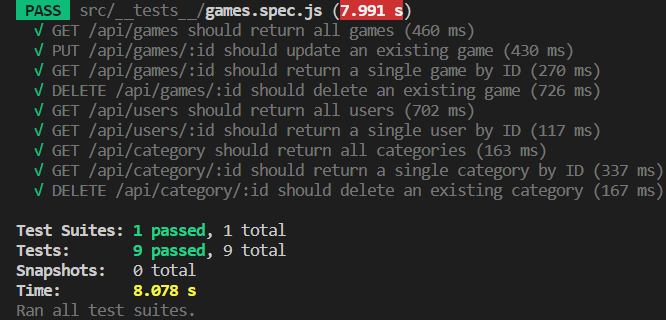 PASS src/__tests__/games.spec.js (7.991 s)
√ GET /api/games should return all games (460 ms)
√ PUT /api/games/:id should update an existing game (430 ms)
√ GET /api/games/:id should return a single game by ID (270 ms)
√ DELETE /api/games/:id should delete an existing game (726 ms)
√ GET /api/users should return all users (702 ms)
√ GET /api/users/:id should return a single user by ID (117 ms)
√ GET /api/category should return all categories (163 ms)
√ GET /api/category/:id should return a single category by ID (337 ms)
√ DELETE /api/category/:id should delete an existing category (167 ms)
Test Suites: 1 passed, 1 total
Tests: 9 passed, 9 total
Snapshots: 0 total
Time: 8.078 s
Ran all test suites.